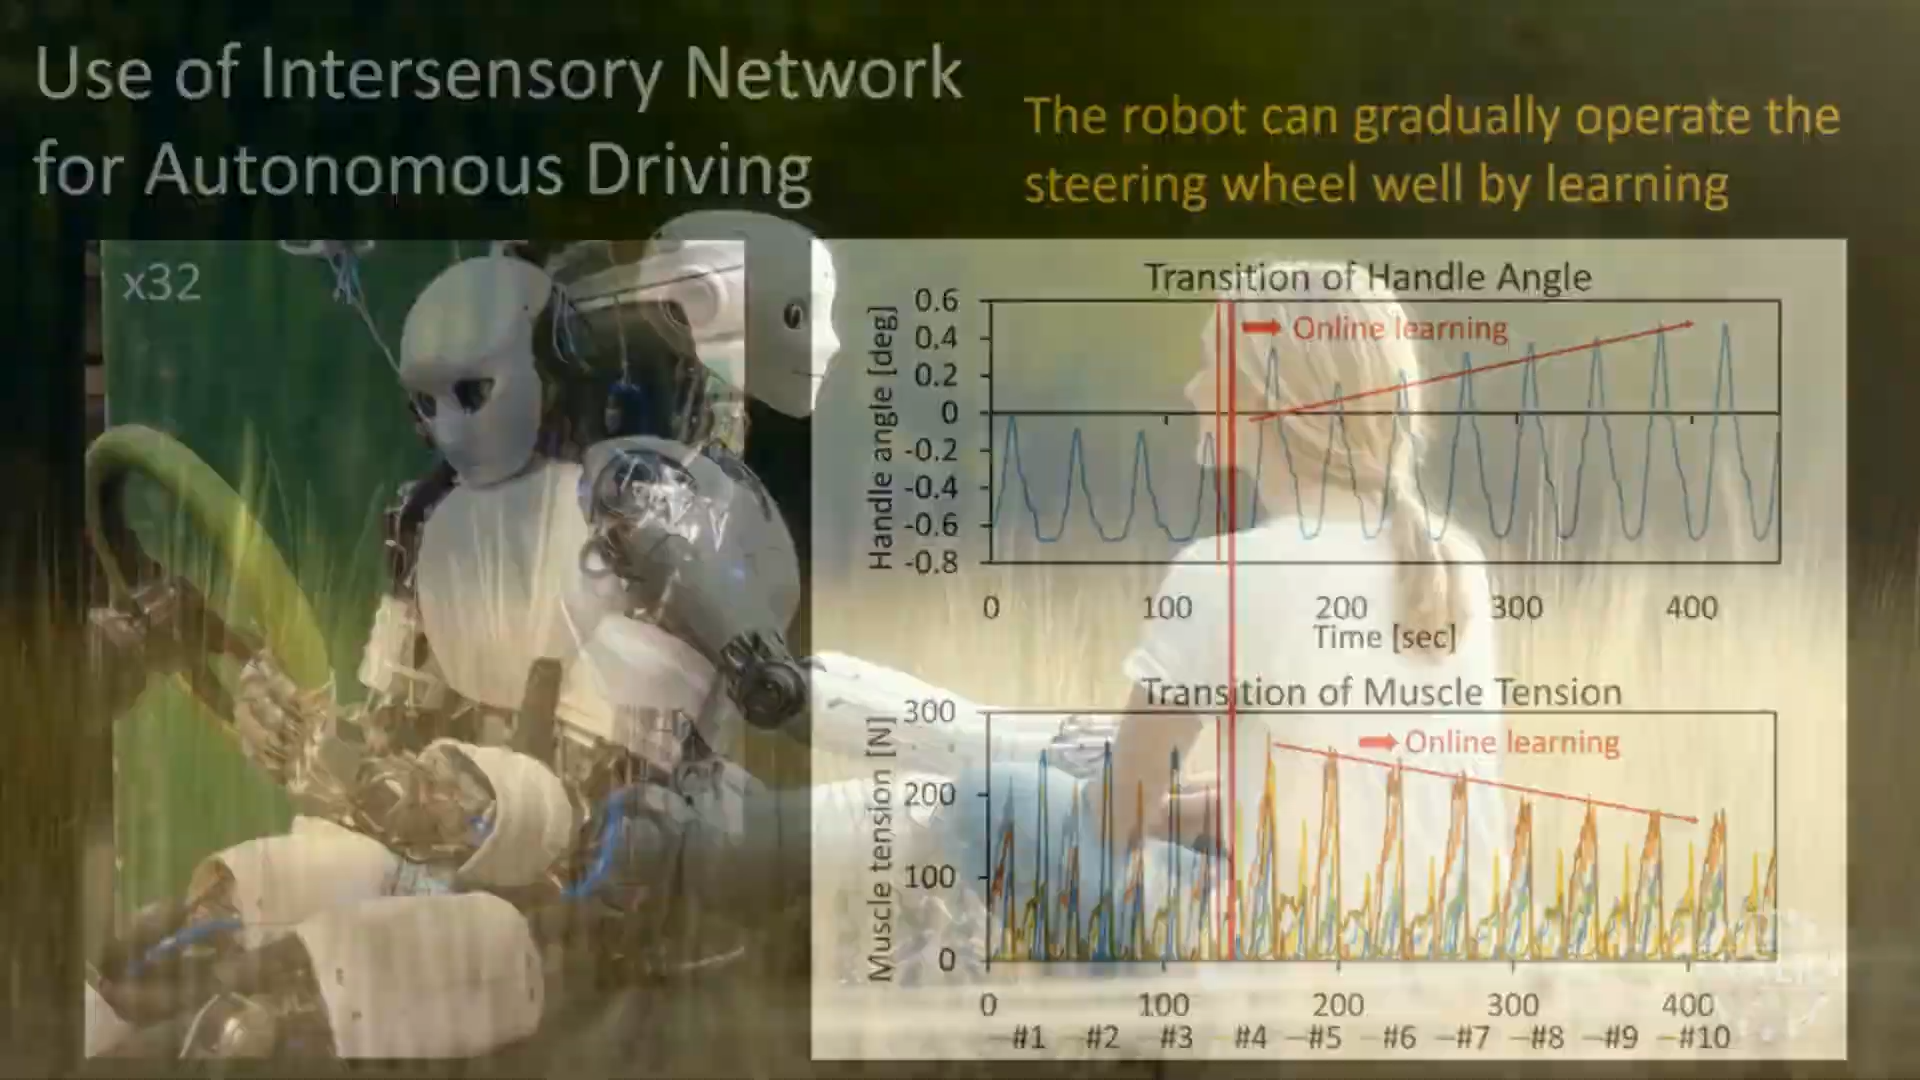 Use of Intersensory Network
for Autonomous Driving
The robot can gradually operate the
steering wheel well by learning
x32
Transition of Handle Angle
Handle angle [deg]
0.6
0.4
0.2
0
-0.2
-0.4
-0.6
-0.8
Online learning
0 100 200 300 400
Time [sec]
Transition of Muscle Tension
Muscle tension [N]
300
200
100
0
Online learning
0 100 200 300 400
#1 #2 #3 #4 #5 #6 #7 #8 #9 #10